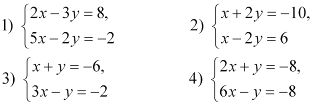 1) {2x − 3y = 8,
5x − 2y = −2
2) {x + 2y = −10,
x − 2y = 6
3) {x + y = −6,
3x − y = −2
4) {2x + y = −8,
6x − y = −8